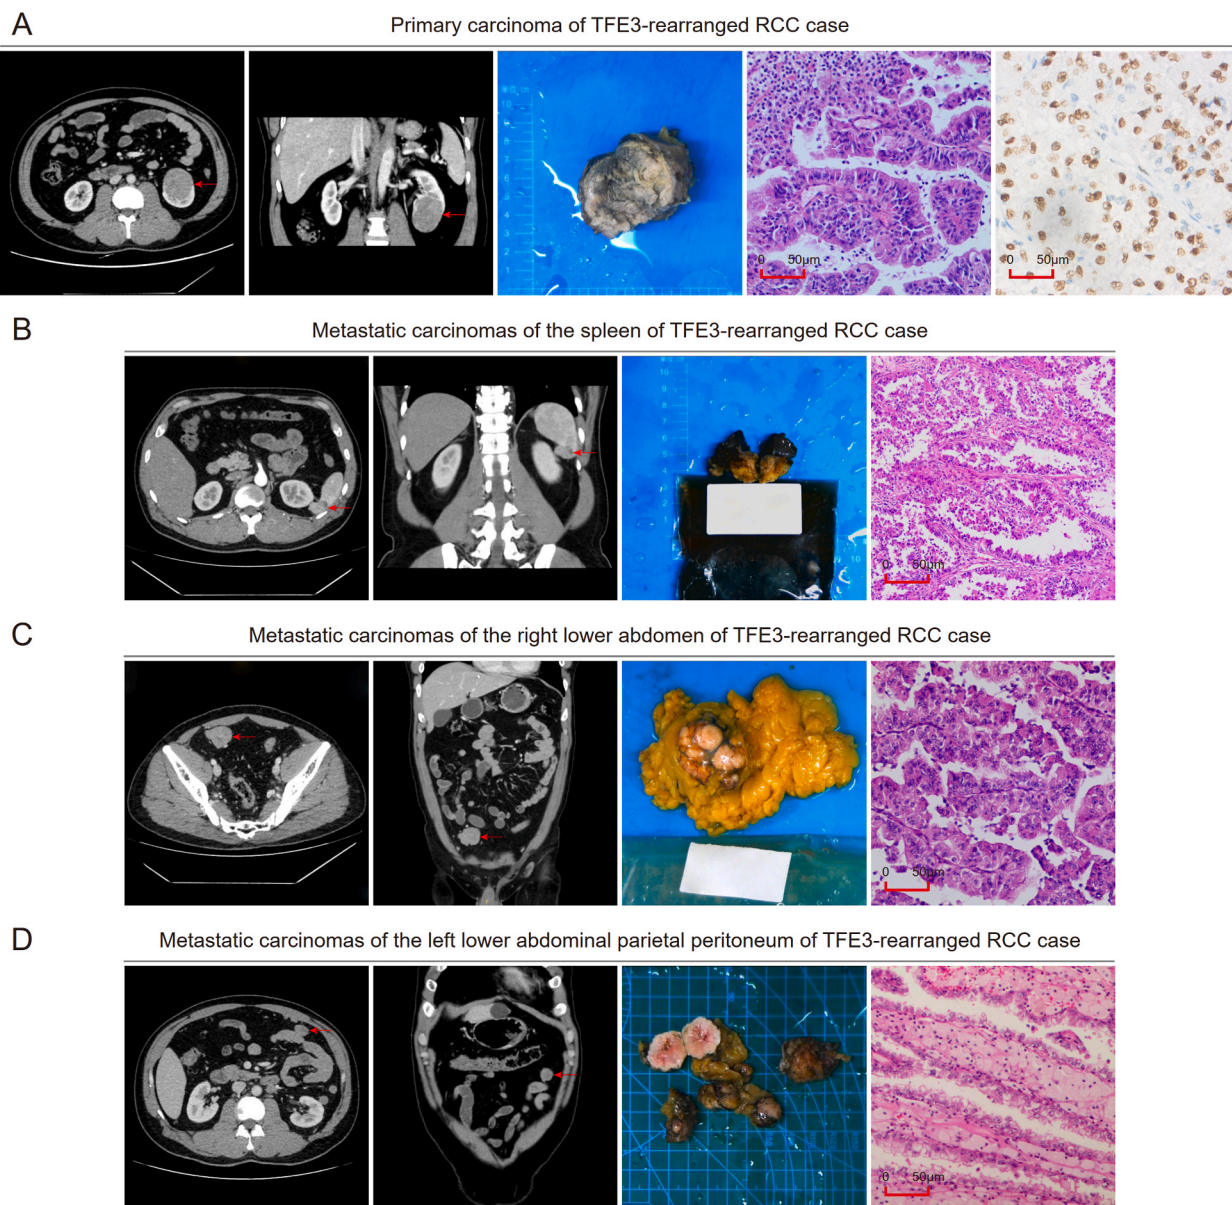 A
Primary carcinoma of TFE3-rearranged RCC case
0 50μm
0 50μm
B
Metastatic carcinomas of the spleen of TFE3-rearranged RCC case
0 50μm
C
Metastatic carcinomas of the right lower abdomen of TFE3-rearranged RCC case
0 50μm
D
Metastatic carcinomas of the left lower abdominal parietal peritoneum of TFE3-rearranged RCC case
0 50μm